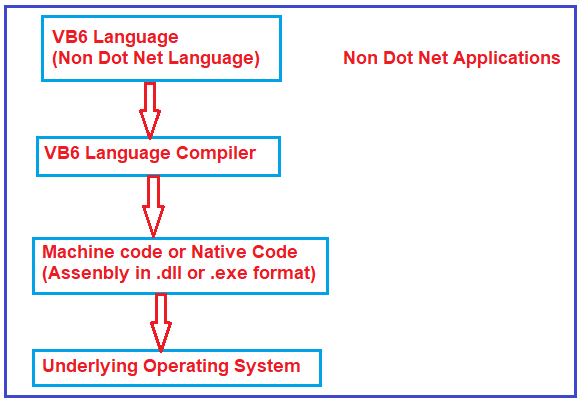 VB6 Language
(Non Dot Net Language)
Non Dot Net Applications
VB6 Language Compiler
Machine code or Native Code
(Assembly in .dll or .exe format)
Underlying Operating System